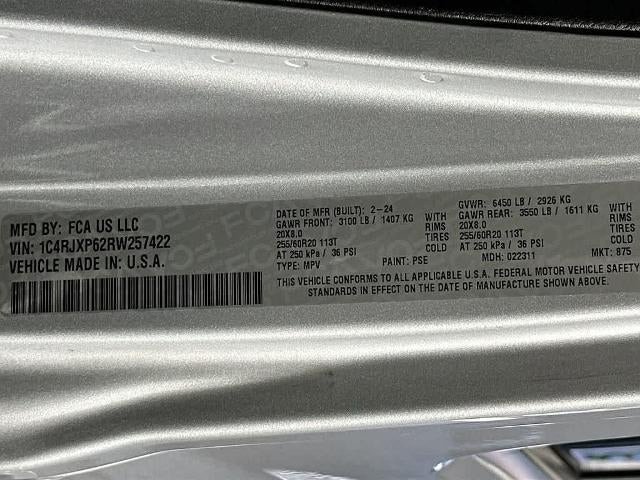 MFD BY: FCA US LLC
VIN: 1C4RJXP62RW257422
VEHICLE MADE IN: U.S.A.
DATE OF MFR (BUILT): 2-24
GAWR FRONT: 3100 LB / 1407 KG
20X8.0
255/60R20 113T
AT 250 kPa / 36 PSI
TYPE: MPV
WITH
RIMS
TIRES
COLD
PAINT: PSE
GVWR: 6450 LB / 2926 KG
GAWR REAR: 3550 LB / 1611 KG
20X8.0
255/60R20 113T
AT 250 kPa / 36 PSI
MDH: 022311
WITH
RIMS
TIRES
COLD
MKT: 875
THIS VEHICLE CONFORMS TO ALL APPLICABLE U.S.A. FEDERAL MOTOR VEHICLE SAFETY
STANDARDS IN EFFECT ON THE DATE OF MANUFACTURE SHOWN ABOVE.